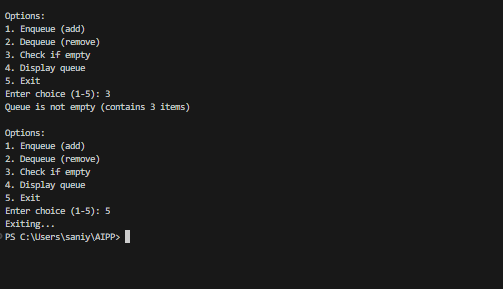 Options:
1. Enqueue (add)
2. Dequeue (remove)
3. Check if empty
4. Display queue
5. Exit
Enter choice (1-5): 3
Queue is not empty (contains 3 items)
Options:
1. Enqueue (add)
2. Dequeue (remove)
3. Check if empty
4. Display queue
5. Exit
Enter choice (1-5): 5
Exiting...
PS C:\Users\saniy\AIPP>